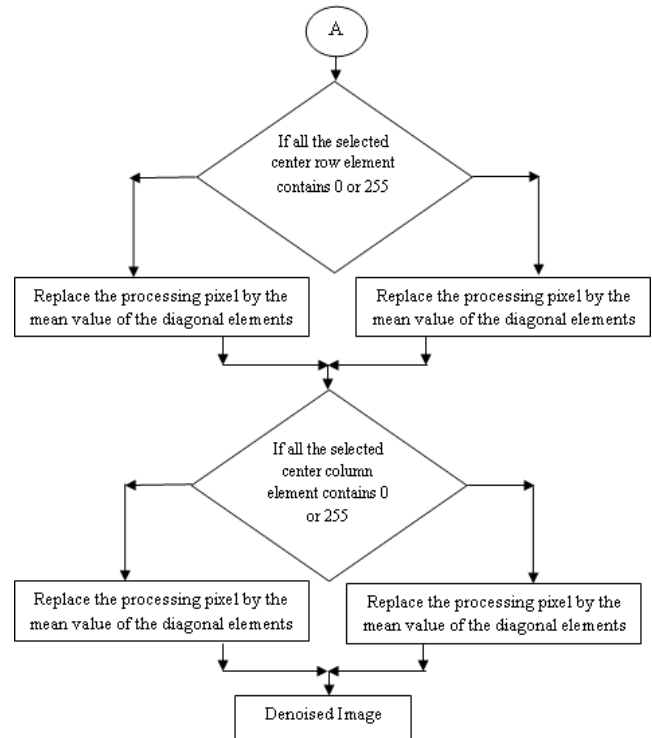 A
If all the selected
center row element
contains 0 or 255
Replace the processing pixel by the
mean value of the diagonal elements
Replace the processing pixel by the
mean value of the diagonal elements
If all the selected
center column
element contains 0
or 255
Replace the processing pixel by the
mean value of the diagonal elements
Replace the processing pixel by the
mean value of the diagonal elements
Denoised Image